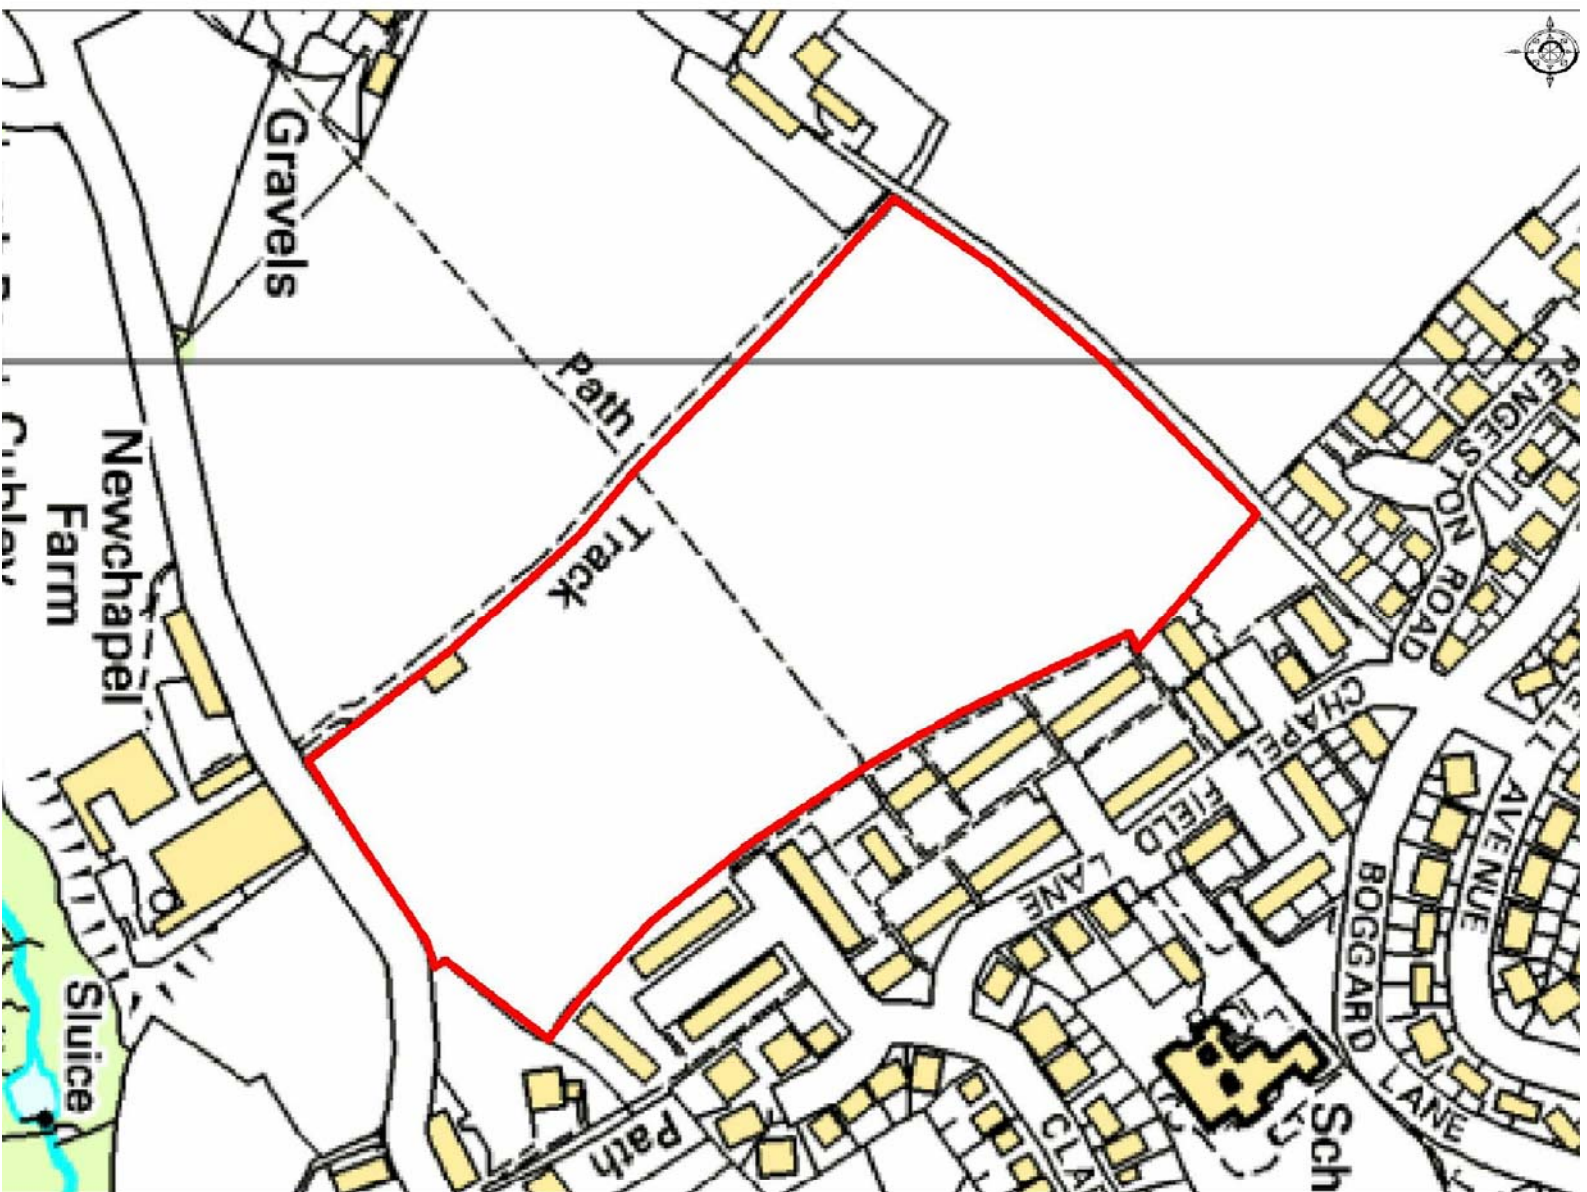 Gravels
Path
Track
Newchapel
Farm
Sluice
PENGESTON
ROAD
CHAPEL
FIELD
LANE
AVENUE
BOGGARD
LANE
Path
Sch